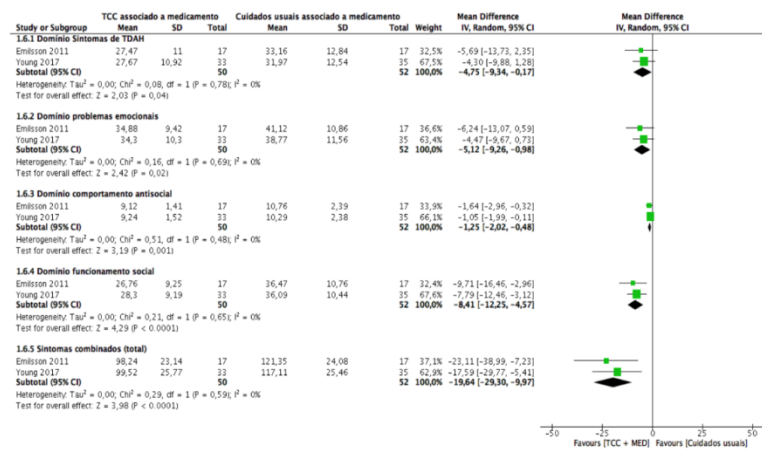 TCC associado a medicamento Cuidados usuais associado a medicamento Mean Difference Mean Difference
Study or Subgroup Mean SD Total Mean SD Total Weight IV, Random, 95% CI IV, Random, 95% CI
1.6.1 Domínio Sintomas de TDAH
Emilsson 2011 27,47 11 17 33,16 12,84 17 32,5% -5,69 [-13,73, 2,35]
Young 2017 27,67 10,92 33 31,97 12,54 35 67,5% -4,30 [-9,88, 1,28]
Subtotal (95% CI) 50 52 100,0% -4,75 [-9,34, -0,17]
Heterogeneity: Tau² = 0,00; Chi² = 0,08, df = 1 (P = 0,78); I² = 0%
Test for overall effect: Z = 2,03 (P = 0,04)
1.6.2 Domínio problemas emocionais
Emilsson 2011 34,88 9,42 17 41,12 10,86 17 36,6% -6,24 [-13,07, 0,59]
Young 2017 34,3 10,3 33 38,77 11,56 35 63,4% -4,47 [-9,67, 0,73]
Subtotal (95% CI) 50 52 100,0% -5,12 [-9,26, -0,98]
Heterogeneity: Tau² = 0,00; Chi² = 0,16, df = 1 (P = 0,69); I² = 0%
Test for overall effect: Z = 2,42 (P = 0,02)
1.6.3 Domínio comportamento antisocial
Emilsson 2011 9,12 1,41 17 10,76 2,39 17 33,9% -1,64 [-2,96, -0,32]
Young 2017 9,24 1,52 33 10,29 2,38 35 66,1% -1,05 [-1,99, -0,11]
Subtotal (95% CI) 50 52 100,0% -1,25 [-2,02, -0,48]
Heterogeneity: Tau² = 0,00; Chi² = 0,51, df = 1 (P = 0,48); I² = 0%
Test for overall effect: Z = 3,19 (P = 0,001)
1.6.4 Domínio funcionamento social
Emilsson 2011 26,76 9,25 17 36,47 10,76 17 32,4% -9,71 [-16,46, -2,96]
Young 2017 28,3 9,19 33 36,09 10,44 35 67,6% -7,79 [-12,46, -3,12]
Subtotal (95% CI) 50 52 100,0% -8,41 [-12,25, -4,57]
Heterogeneity: Tau² = 0,00; Chi² = 0,21, df = 1 (P = 0,65); I² = 0%
Test for overall effect: Z = 4,29 (P < 0.0001)
1.6.5 Sintomas combinados (total)
Emilsson 2011 98,24 23,14 17 121,35 24,08 17 37,1% -23,11 [-38,99, -7,23]
Young 2017 99,52 25,77 33 117,11 25,46 35 62,9% -17,59 [-29,77, -5,41]
Subtotal (95% CI) 50 52 100,0% -19,64 [-29,30, -9,97]
Heterogeneity: Tau² = 0,00; Chi² = 0,29, df = 1 (P = 0,59); I² = 0%
Test for overall effect: Z = 3,98 (P < 0.0001)
-50 -25 0 25 50
Favours [TCC + MED] Favours [Cuidados usuais]